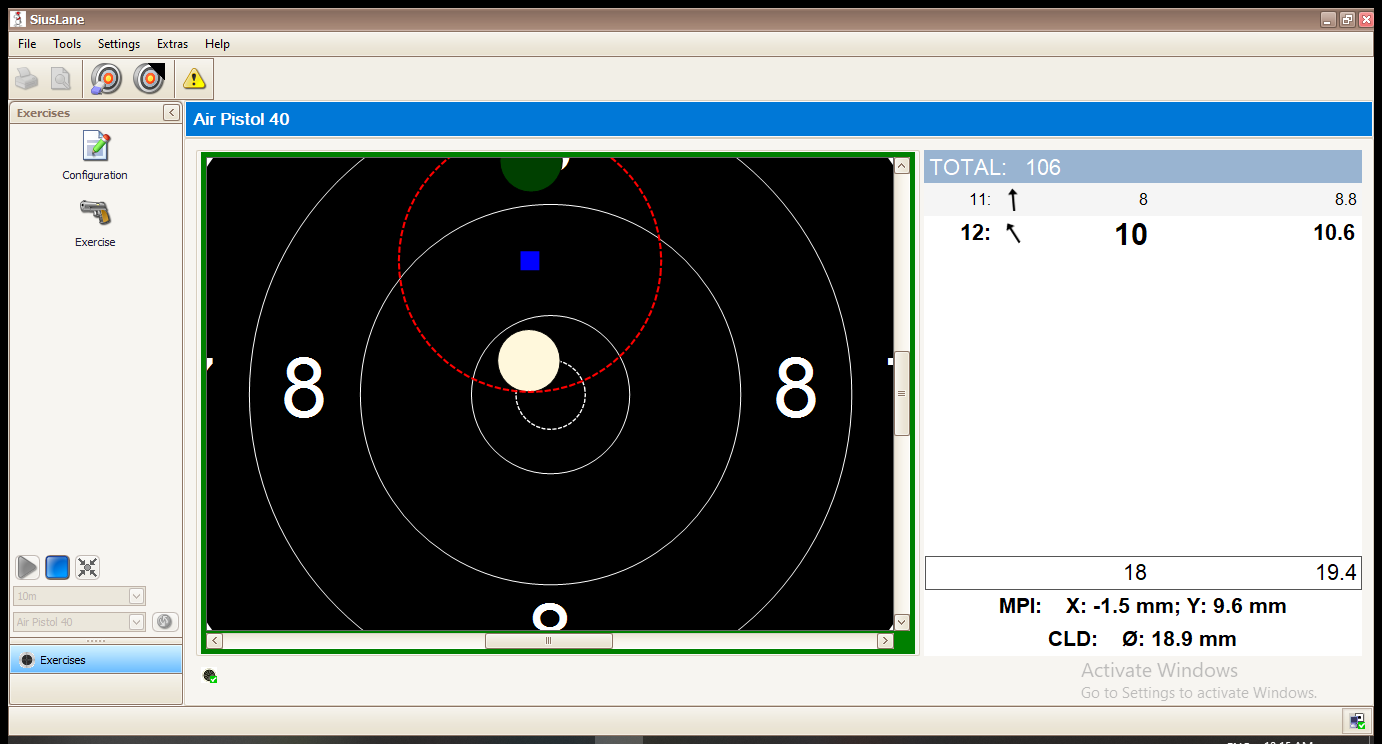 SiusLane
File Tools Settings Extras Help
Exercises
Configuration
Exercise
10m
Air Pistol 40
Exercises
Air Pistol 40
8 8
TOTAL: 106
11: 8 8.8
12: 10 10.6
18 19.4
MPI: X: -1.5 mm; Y: 9.6 mm
CLD: Ø: 18.9 mm
Activate Windows
Go to Settings to activate Windows.